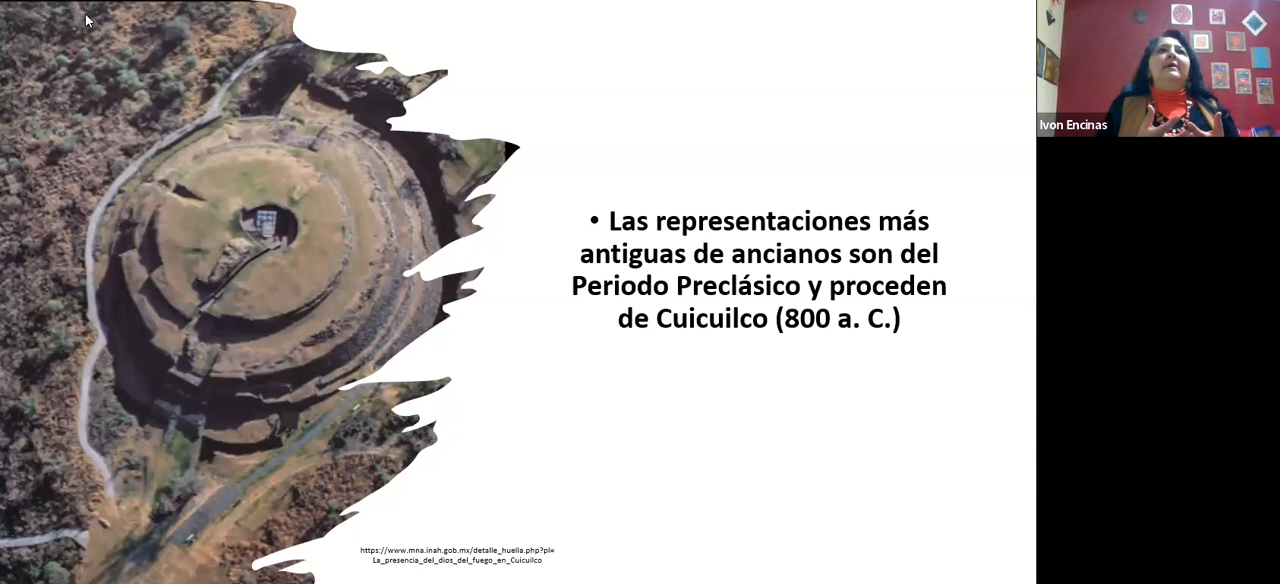 • Las representaciones más
antiguas de ancianos son del
Periodo Preclásico y proceden
de Cuicuilco (800 a. C.)
https://www.mna.inah.gob.mx/detalle_huella.php?pl=
La_presencia_del_dios_del_fuego_en_Cuicuilco
Ivon Encinas